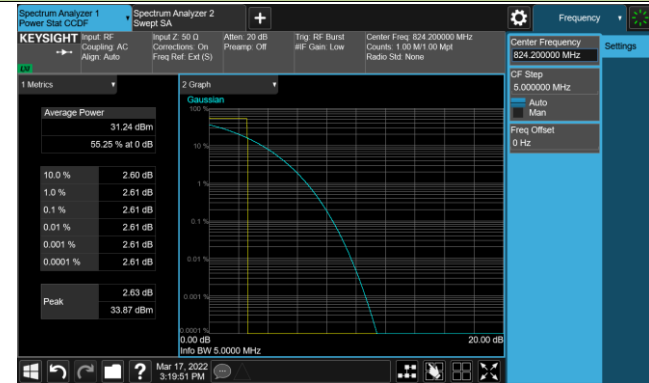 Spectrum Analyzer 1
Power Stat CCDF
Spectrum Analyzer 2
Swept SA
+
Frequency
KEYSIGHT
Input: RF
Coupling: AC
Align: Auto
Input Z: 50 Ω
Corrections: On
Freq Ref: Ext (S)
Atten: 20 dB
Preamp: Off
Trig: RF Burst
#IF Gain: Low
Center Freq: 824.200000 MHz
Counts: 1.00 M/1.00 Mpt
Radio Std: None
LVI
Center Frequency
824.200000 MHz
Settings
CF Step
5.000000 MHz
Auto
Man
Freq Offset
0 Hz
1 Metrics
Average Power
31.24 dBm
55.25 % at 0 dB
10.0 % 2.60 dB
1.0 % 2.61 dB
0.1 % 2.61 dB
0.01 % 2.61 dB
0.001 % 2.61 dB
0.0001 % 2.61 dB
Peak
2.63 dB
33.87 dBm
2 Graph
Gaussian
100 %
10 %
1 %
0.1 %
0.01 %
0.001 %
0.0001 %
0.00 dB
20.00 dB
Info BW 5.0000 MHz
?
Mar 17, 2022
3:19:51 PM